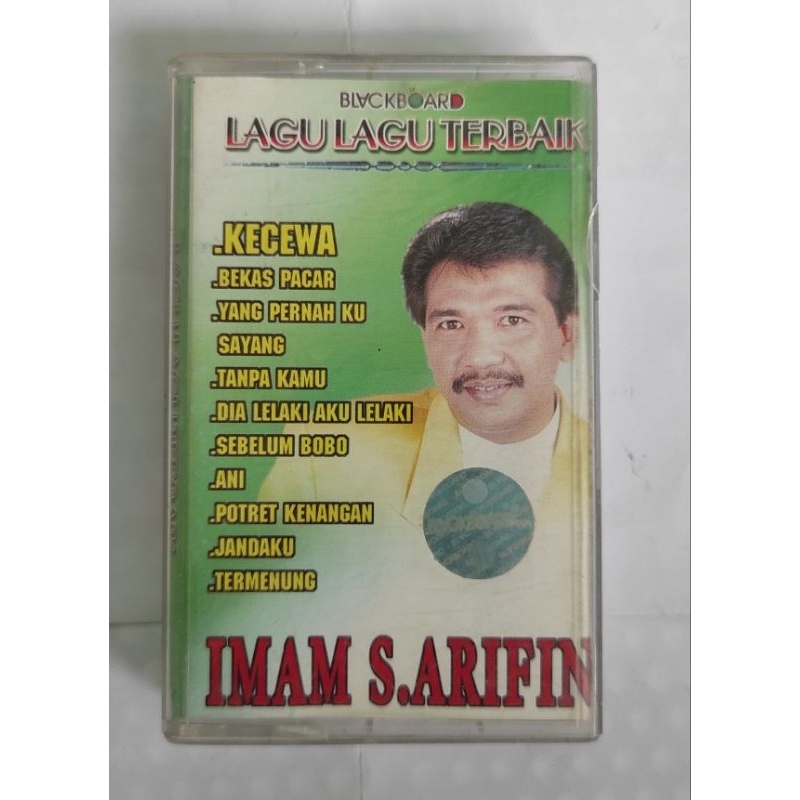 BLACKBOARD
LAGU LAGU TERBAIK
.KECEWA
.BEKAS PACAR
.YANG PERNAH KU
SAYANG
.TANPA KAMU
.DIA LELAKI AKU LELAKI
.SEBELUM BOBO
.ANI
.POTRET KENANGAN
.JANDAKU
.TERMENUNG
IMAM S.ARIFIN